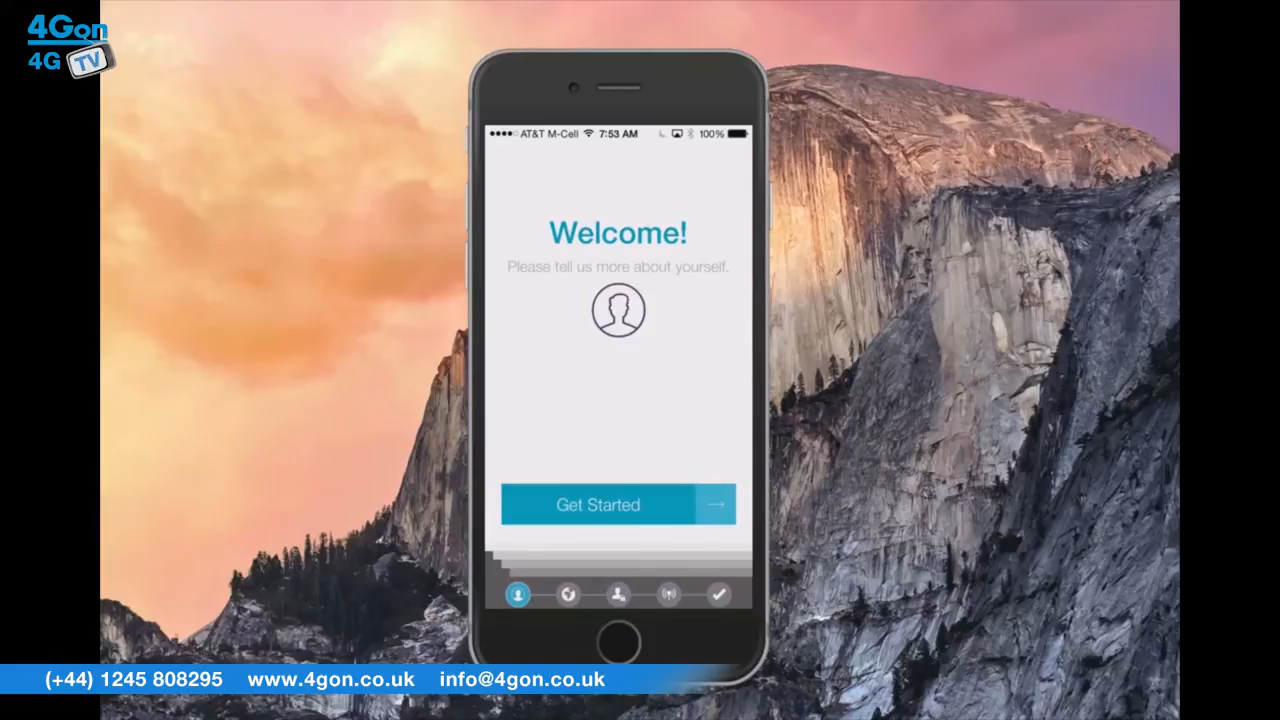 4Gon
4G TV
AT&T M-Cell 7:53 AM 100%
Welcome!
Please tell us more about yourself.
Get Started
(+44) 1245 808295 www.4gon.co.uk info@4gon.co.uk